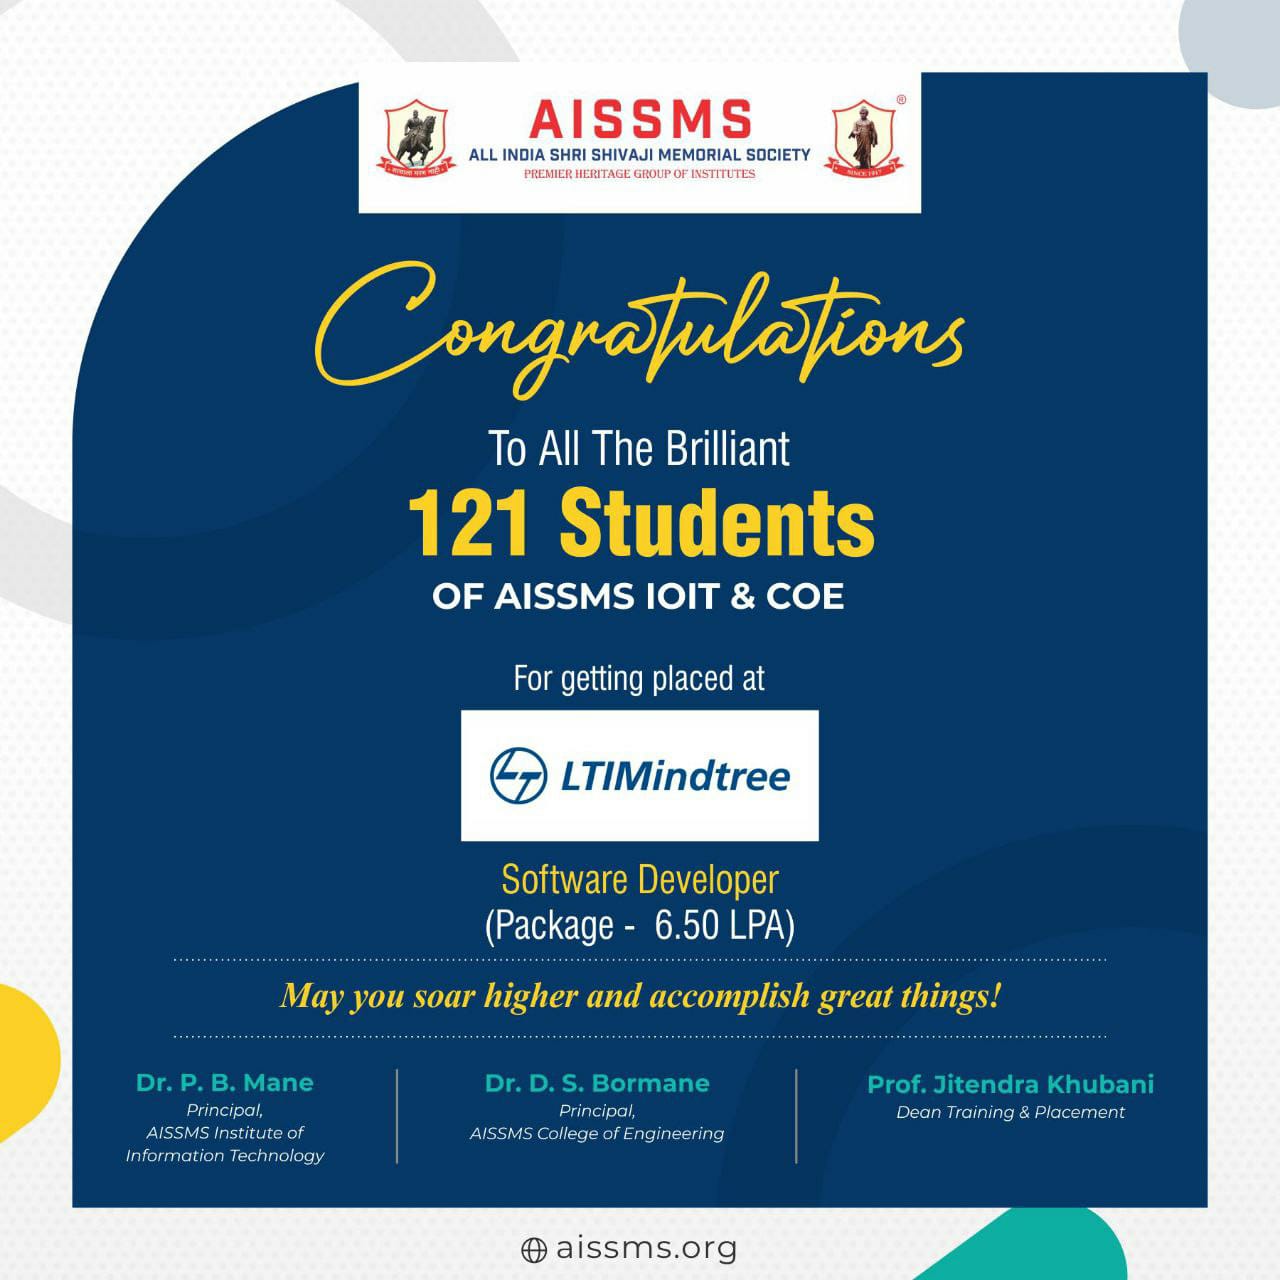 AISSMS
ALL INDIA SHRI SHIVAJI MEMORIAL SOCIETY
PREMIER HERITAGE GROUP OF INSTITUTES
®
SINCE 1917
Congratulations
To All The Brilliant
121 Students
OF AISSMS IOIT & COE
For getting placed at
LTIMindtree
Software Developer
(Package - 6.50 LPA)
May you soar higher and accomplish great things!
Dr. P. B. Mane
Principal,
AISSMS Institute of
Information Technology
Dr. D. S. Bormane
Principal,
AISSMS College of Engineering
Prof. Jitendra Khubani
Dean Training & Placement
aissms.org